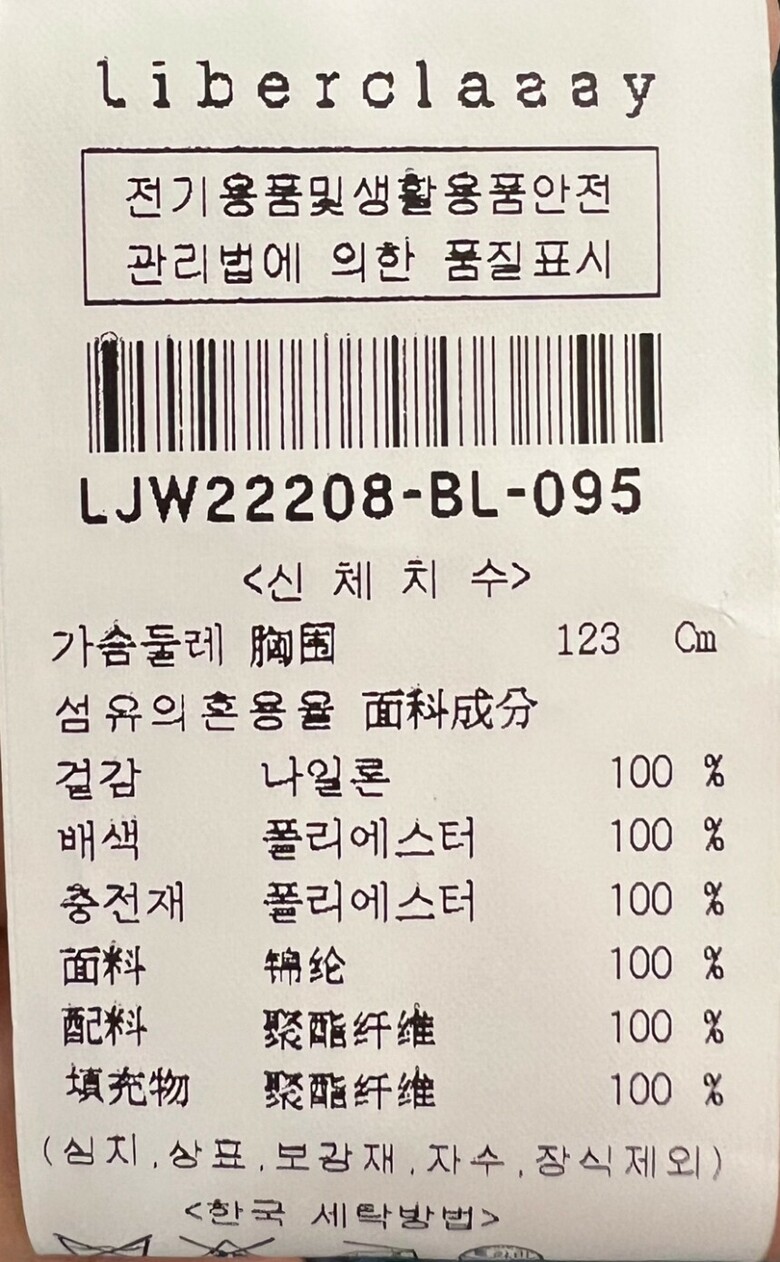 liberclassy
전기용품및생활용품안전
관리법에 의한 품질표시
LJW22208-BL-095
<신 체 치 수>
가슴둘레 胸围 123 Cm
섬유의혼용율 面料成分
겉감 나일론 100 %
배색 폴리에스터 100 %
충전재 폴리에스터 100 %
面料 锦纶 100 %
配料 聚酯纤维 100 %
填充物 聚酯纤维 100 %
(심지,상표,보강재,자수,장식제외)
<한국 세탁방법>